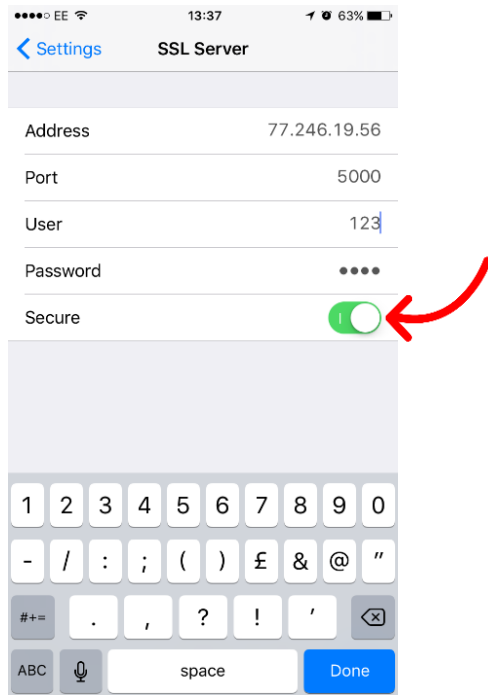 EE 13:37 63%
Settings SSL Server
Address 77.246.19.56
Port 5000
User 123
Password ••••
Secure
1 2 3 4 5 6 7 8 9 0
- / : ; ( ) £ & @ "
#+= . , ? ! '
ABC space Done